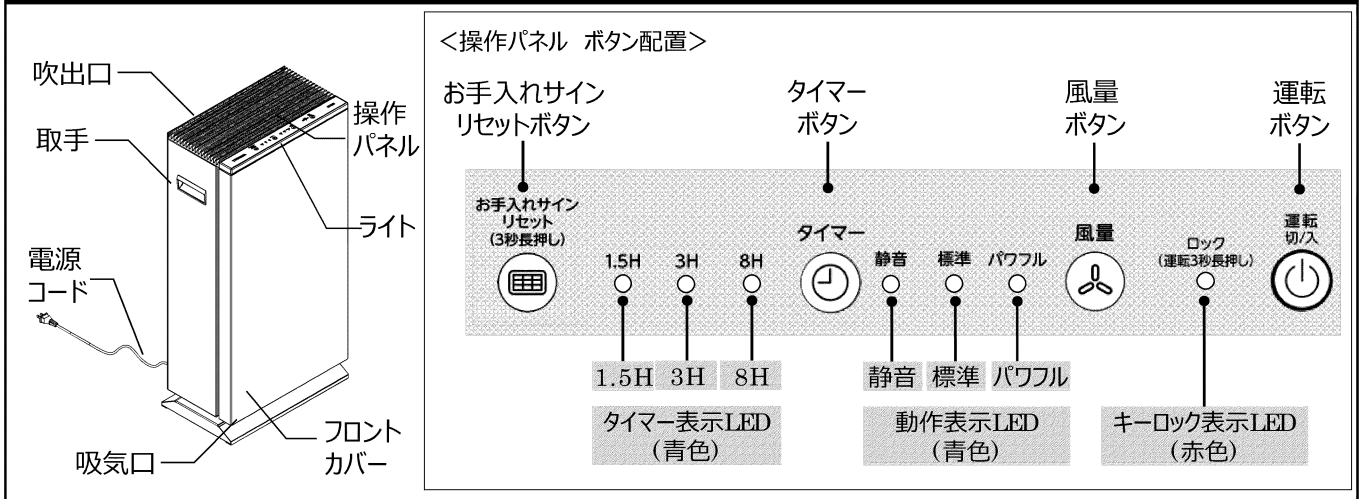 吹出口
取手
電源
コード
吸気口
操作
パネル
ライト
フロント
カバー
＜操作パネル ボタン配置＞
お手入れサイン
リセットボタン
タイマー
ボタン
風量
ボタン
運転
ボタン
お手入れサイン
リセット
(3秒長押し)
1.5H
3H
8H
タイマー
静音
標準
パワフル
風量
ロック
(運転3秒長押し)
運転
切/入
1.5H 3H 8H
タイマー表示LED
(青色)
静音 標準 パワフル
動作表示LED
(青色)
キーロック表示LED
(赤色)